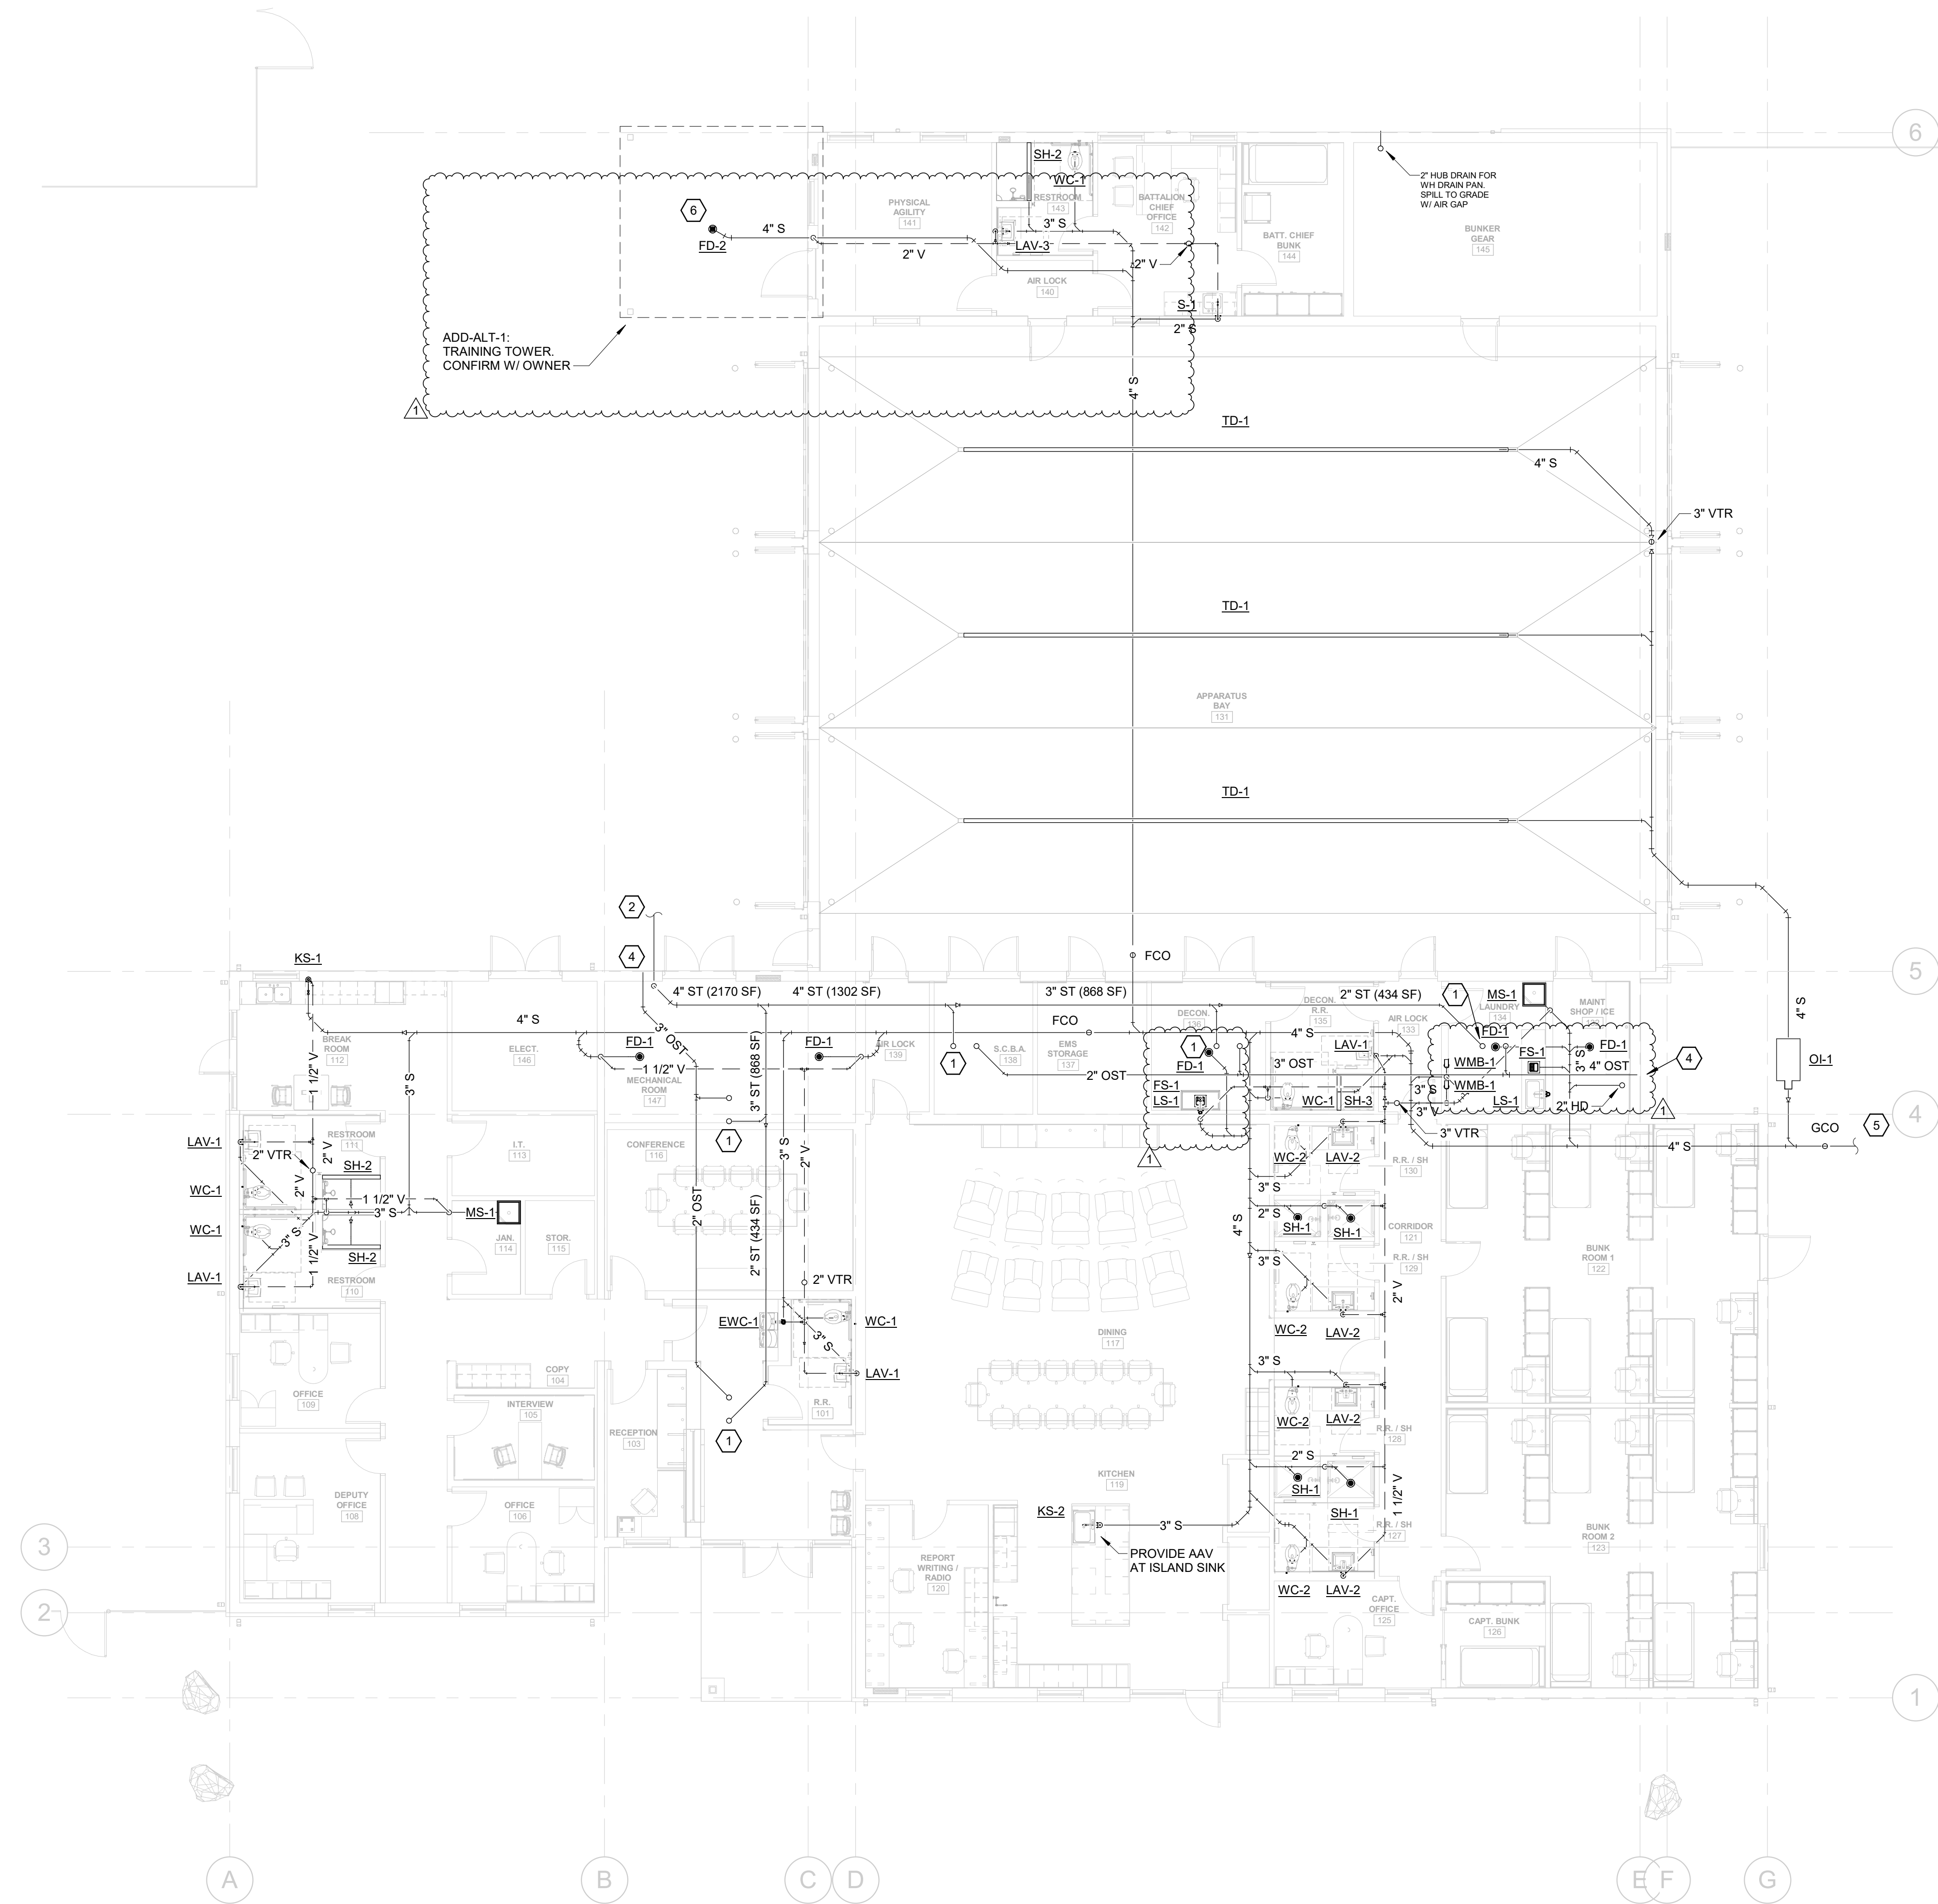 6
SH-2
WC-1
2" HUB DRAIN FOR
WH DRAIN PAN.
SPILL TO GRADE
W/ AIR GAP
PHYSICAL
AGILITY
141
RESTROOM
143
BATTALION
CHIEF
OFFICE
142
6
4" S
3" S
FD-2
2" V
LAV-3
2" V
BATT. CHIEF
BUNK
144
BUNKER
GEAR
145
AIR LOCK
140
S-1
2" S
ADD-ALT-1:
TRAINING TOWER.
CONFIRM W/ OWNER
1
4" S
TD-1
4" S
3" VTR
TD-1
APPARATUS
BAY
131
TD-1
2
4
FCO
5
KS-1
4" ST (2170 SF)
4" ST (1302 SF)
3" ST (868 SF)
2" ST (434 SF)
1
MS-1
LAUNDRY
134
MAINT
SHOP / ICE
4" S
4" S
3" OST
FCO
DECON.
136
DECON.
R.R.
135
AIR LOCK
133
4" S
BREAK
ROOM
112
ELECT.
146
FD-1
FD-1
AIR LOCK
139
1
S.C.B.A.
138
EMS
STORAGE
137
1
FD-1
LAV-1
3" OST
FD-1
FS-1
FD-1
4" OST
3" S
4
OI-1
1 1/2" V
MECHANICAL
ROOM
147
3" ST (868 SF)
2" OST
FS-1
LS-1
WC-1
SH-3
WMB-1
WMB-1
3" S
LS-1
2" HD
3" V
1
1 1/2" V
3" S
1
3" VTR
1
4" S
GCO
5
4
LAV-1
RESTROOM
111
2" VTR
2" V
2" V
SH-2
WC-1
1 1/2" V
3" S
MS-1
WC-1
3" S
1 1/2" V
SH-2
LAV-1
RESTROOM
110
I.T.
113
JAN.
114
STOR.
115
CONFERENCE
116
2" OST
2" ST (434 SF)
3" S
2" V
2" VTR
EWC-1
WC-1
3" S
LAV-1
R.R.
101
1
WC-2
LAV-2
R.R. / SH
130
3" S
2" S
SH-1
SH-1
CORRIDOR
121
4" S
3" S
R.R. / SH
129
2" V
WC-2
LAV-2
BUNK
ROOM 1
122
DINING
117
3" S
WC-2
LAV-2
R.R. / SH
128
2" S
SH-1
SH-1
1 1/2" V
R.R. / SH
127
WC-2
LAV-2
BUNK
ROOM 2
123
OFFICE
109
COPY
104
INTERVIEW
105
RECEPTION
103
DEPUTY
OFFICE
108
OFFICE
106
KITCHEN
119
KS-2
3" S
PROVIDE AAV
AT ISLAND SINK
REPORT
WRITING /
RADIO
120
CAPT.
OFFICE
125
CAPT. BUNK
126
3
2
1
A
B
C
D
E
F
G